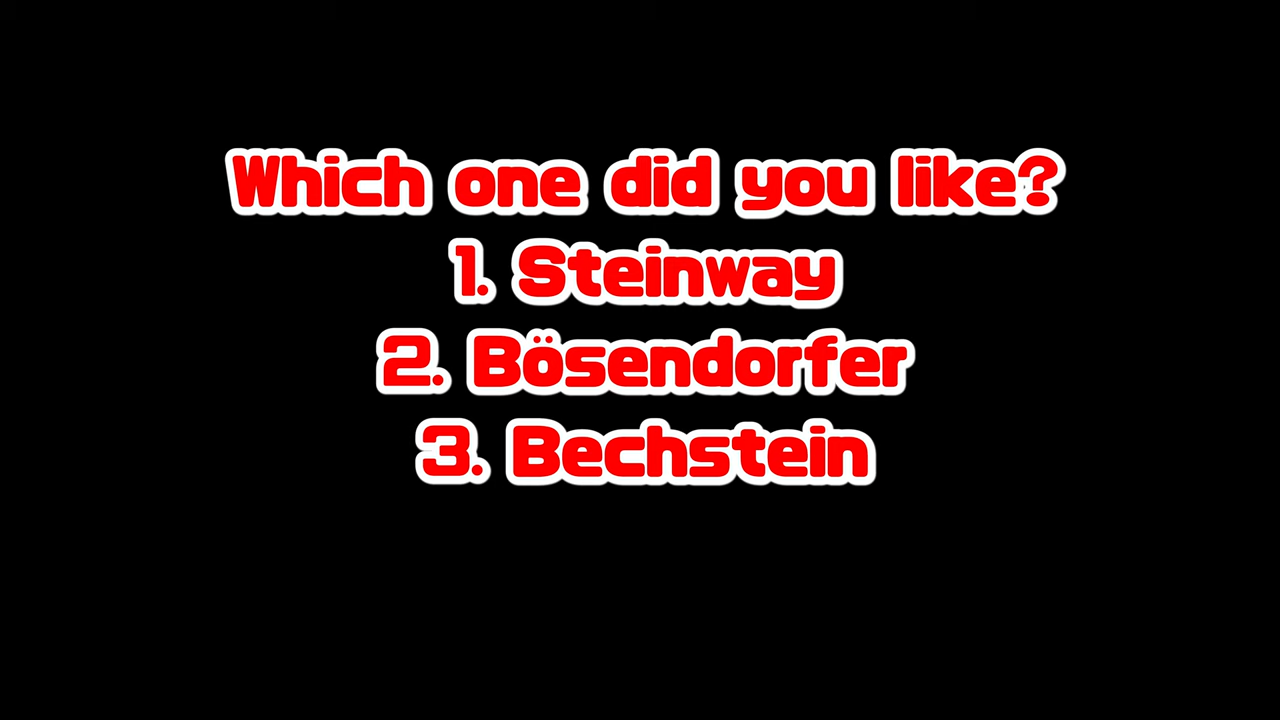 Which one did you like?
1. Steinway
2. Bösendorfer
3. Bechstein